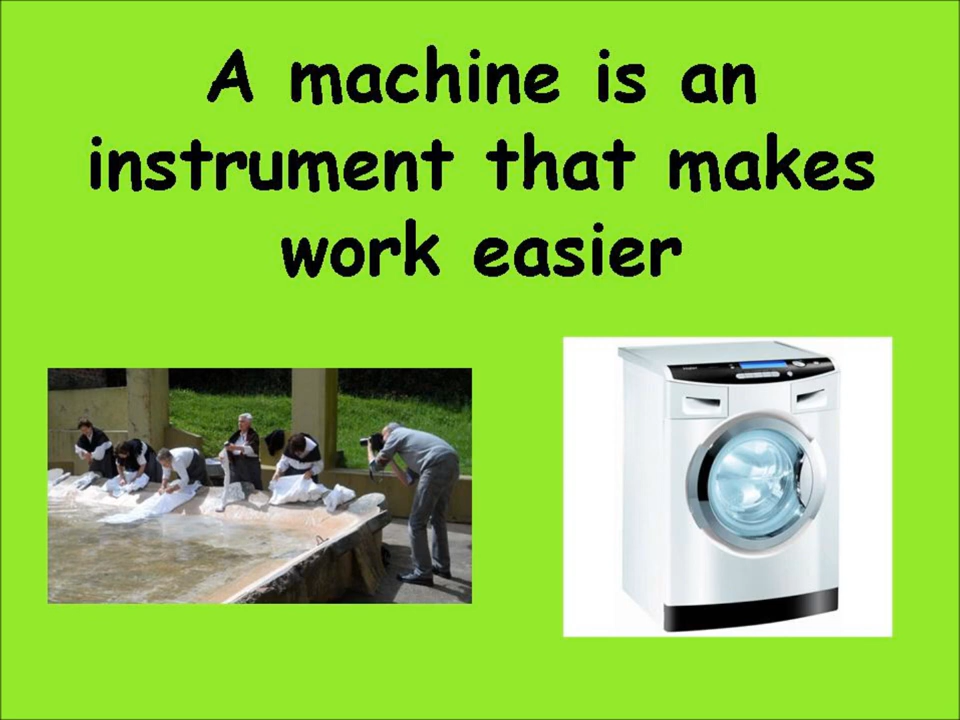 A machine is an
instrument that makes
work easier